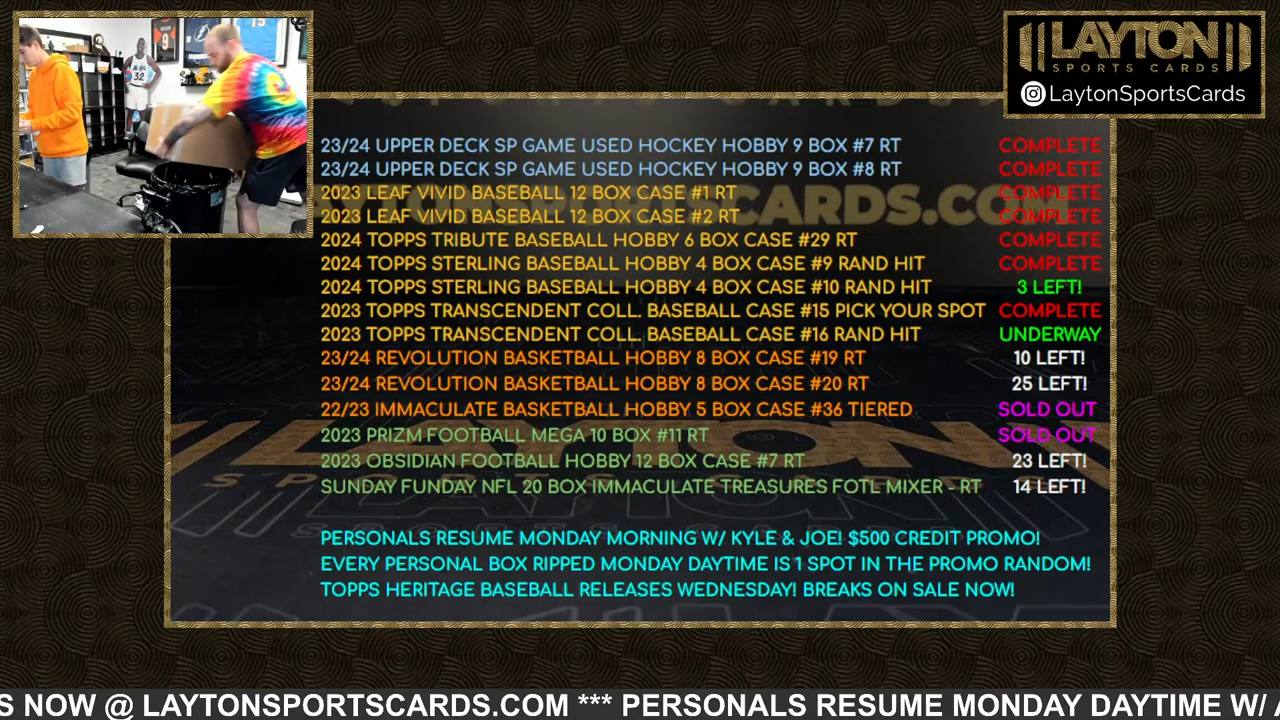 LAYTON
SPORTS CARDS
LaytonSportsCards
23/24 UPPER DECK SP GAME USED HOCKEY HOBBY 9 BOX #7 RT COMPLETE
23/24 UPPER DECK SP GAME USED HOCKEY HOBBY 9 BOX #8 RT COMPLETE
2023 LEAF VIVID BASEBALL 12 BOX CASE #1 RT COMPLETE
2023 LEAF VIVID BASEBALL 12 BOX CASE #2 RT COMPLETE
2024 TOPPS TRIBUTE BASEBALL HOBBY 6 BOX CASE #29 RT COMPLETE
2024 TOPPS STERLING BASEBALL HOBBY 4 BOX CASE #9 RAND HIT COMPLETE
2024 TOPPS STERLING BASEBALL HOBBY 4 BOX CASE #10 RAND HIT 3 LEFT!
2023 TOPPS TRANSCENDENT COLL. BASEBALL CASE #15 PICK YOUR SPOT COMPLETE
2023 TOPPS TRANSCENDENT COLL. BASEBALL CASE #16 RAND HIT UNDERWAY
23/24 REVOLUTION BASKETBALL HOBBY 8 BOX CASE #19 RT 10 LEFT!
23/24 REVOLUTION BASKETBALL HOBBY 8 BOX CASE #20 RT 25 LEFT!
22/23 IMMACULATE BASKETBALL HOBBY 5 BOX CASE #36 TIERED SOLD OUT
2023 PRIZM FOOTBALL MEGA 10 BOX #11 RT SOLD OUT
2023 OBSIDIAN FOOTBALL HOBBY 12 BOX CASE #7 RT 23 LEFT!
SUNDAY FUNDAY NFL 20 BOX IMMACULATE TREASURES FOTL MIXER - RT 14 LEFT!
PERSONALS RESUME MONDAY MORNING W/ KYLE & JOE! $500 CREDIT PROMO!
EVERY PERSONAL BOX RIPPED MONDAY DAYTIME IS 1 SPOT IN THE PROMO RANDOM!
TOPPS HERITAGE BASEBALL RELEASES WEDNESDAY! BREAKS ON SALE NOW!
S NOW @ LAYTONSPORTSCARDS.COM *** PERSONALS RESUME MONDAY DAYTIME W/